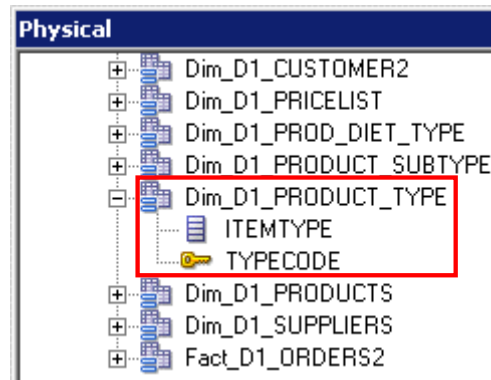 Physical
Dim_D1_CUSTOMER2
Dim_D1_PRICELIST
Dim_D1_PROD_DIET_TYPE
Dim_D1_PRODUCT_SUBTYPE
Dim_D1_PRODUCT_TYPE
ITEMTYPE
TYPECODE
Dim_D1_PRODUCTS
Dim_D1_SUPPLIERS
Fact_D1_ORDERS2